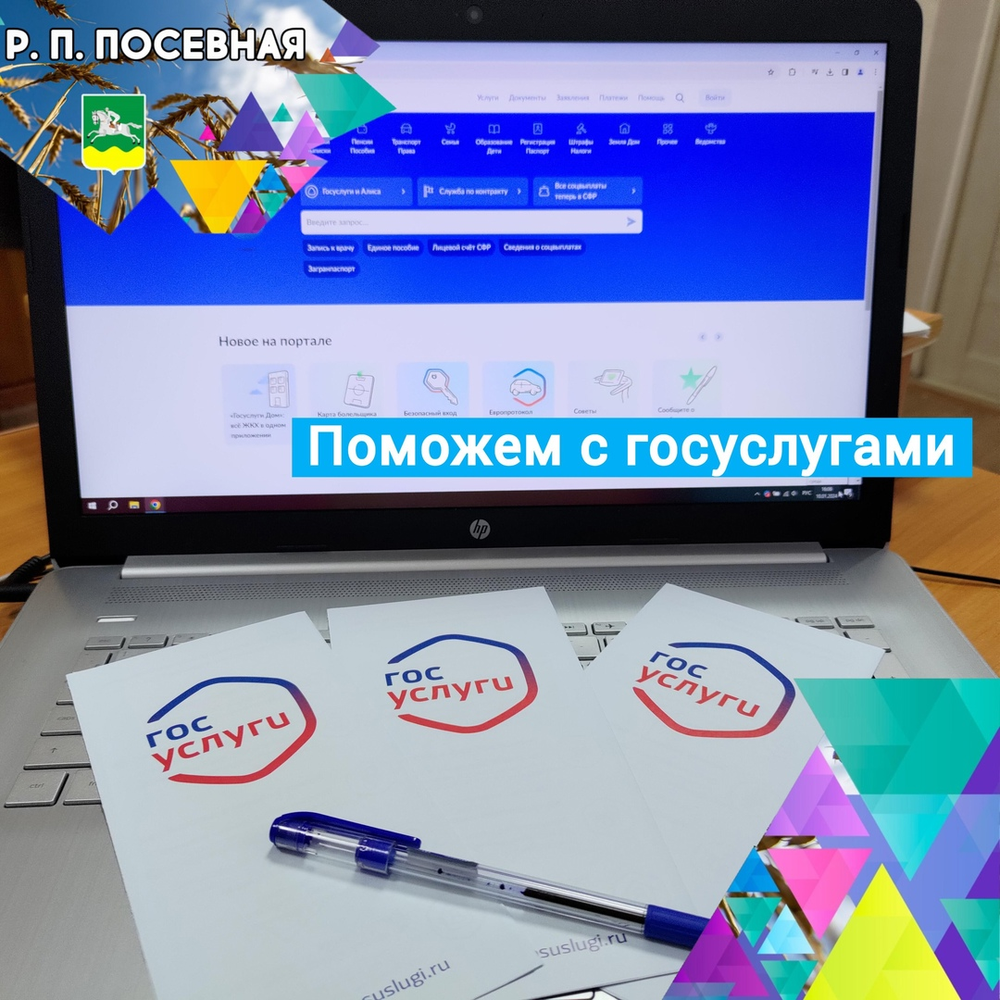 Р. П. ПОСЕВНАЯ
Услуги Документы Заявления Платежи Помощь Войти
Пенсии Пособия
Транспорт Права
Семья
Образование Дети
Регистрация Паспорт
Штрафы Налоги
Земля Дом
Прочее
Ведомства
Госуслуги и Алиса
Служба по контракту
Все соцвыплаты
теперь в СФР
Введите запрос...
Запись к врачу
Единое пособие
Лицевой счёт СФР
Сведения о соцвыплатах
Загранпаспорт
Новое на портале
«Госуслуги Дом»:
всё ЖКХ в одном
приложении
Карта болельщика
Безопасный вход
Европротокол
Советы
Сообщите о
Поможем с госуслугами
hp
гос
услуги
гос
услуги
гос
услуги
suslugi.ru
suslugi.ru